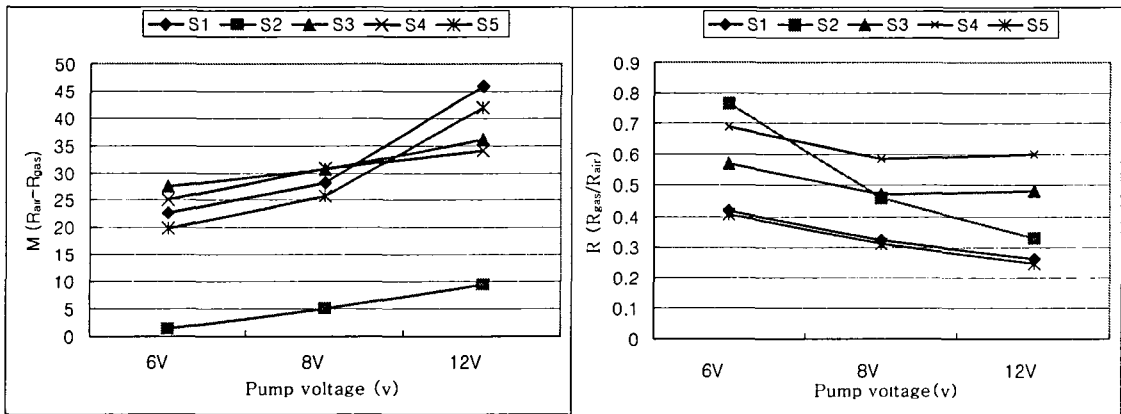 S1 S2 S3 S4 S5
50
45
40
35
30
25
20
15
10
5
0
M (Rair-Rgas)
6V 8V 12V
Pump voltage (v)
S1 S2 S3 S4 S5
0.9
0.8
0.7
0.6
0.5
0.4
0.3
0.2
0.1
0
R (Rgas/Rair)
6V 8V 12V
Pump voltage(v)